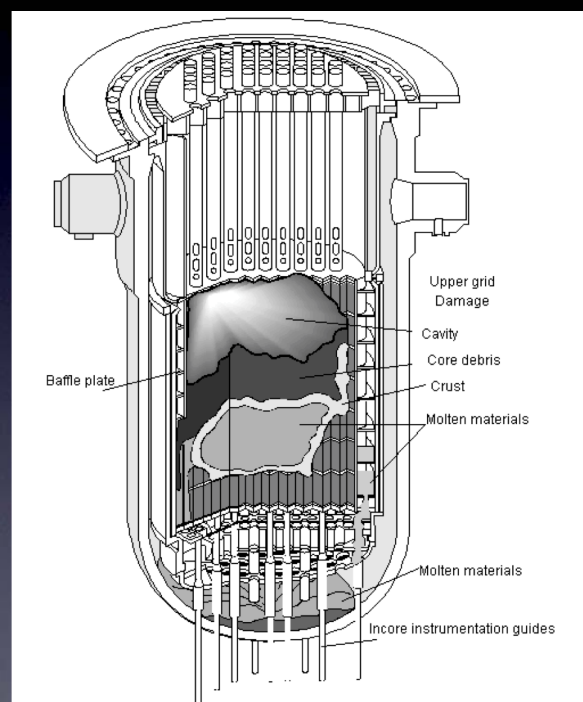 Upper grid
Damage
Cavity
Core debris
Baffle plate
Crust
Molten materials
Molten materials
Incore instrumentation guides